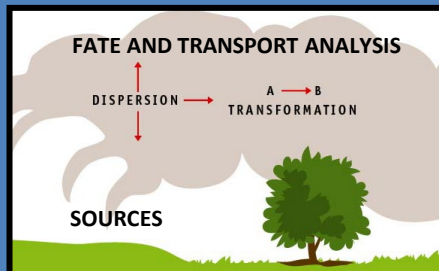 FATE AND TRANSPORT ANALYSIS
DISPERSION
A B
TRANSFORMATION
SOURCES